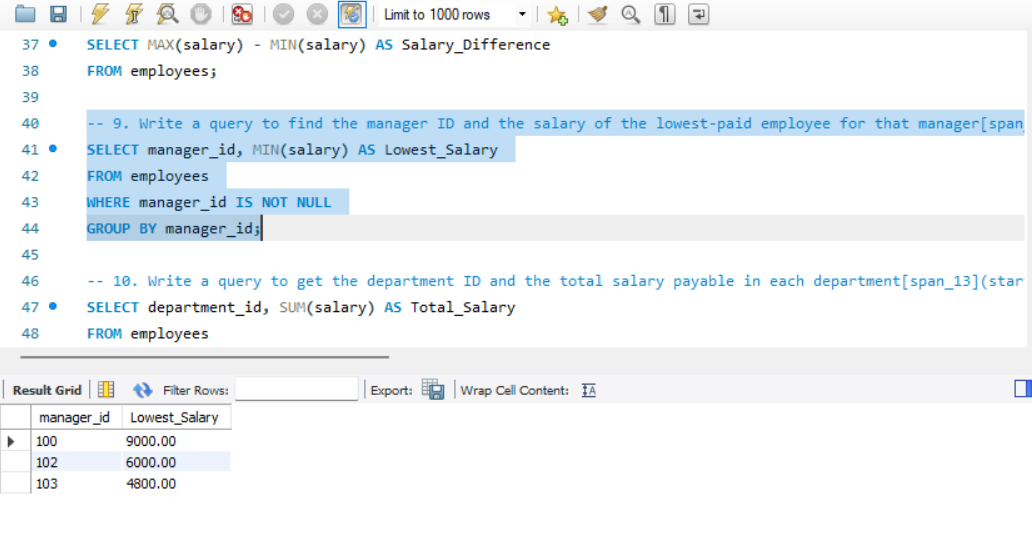 Limit to 1000 rows
37 SELECT MAX(salary) - MIN(salary) AS Salary_Difference
38 FROM employees;
39
40 -- 9. Write a query to find the manager ID and the salary of the lowest-paid employee for that manager[span_
41 SELECT manager_id, MIN(salary) AS Lowest_Salary
42 FROM employees
43 WHERE manager_id IS NOT NULL
44 GROUP BY manager_id;
45
46 -- 10. Write a query to get the department ID and the total salary payable in each department[span_13](star
47 SELECT department_id, SUM(salary) AS Total_Salary
48 FROM employees
Result Grid Filter Rows: Export: Wrap Cell Content: IA
manager_id Lowest_Salary
100 9000.00
102 6000.00
103 4800.00